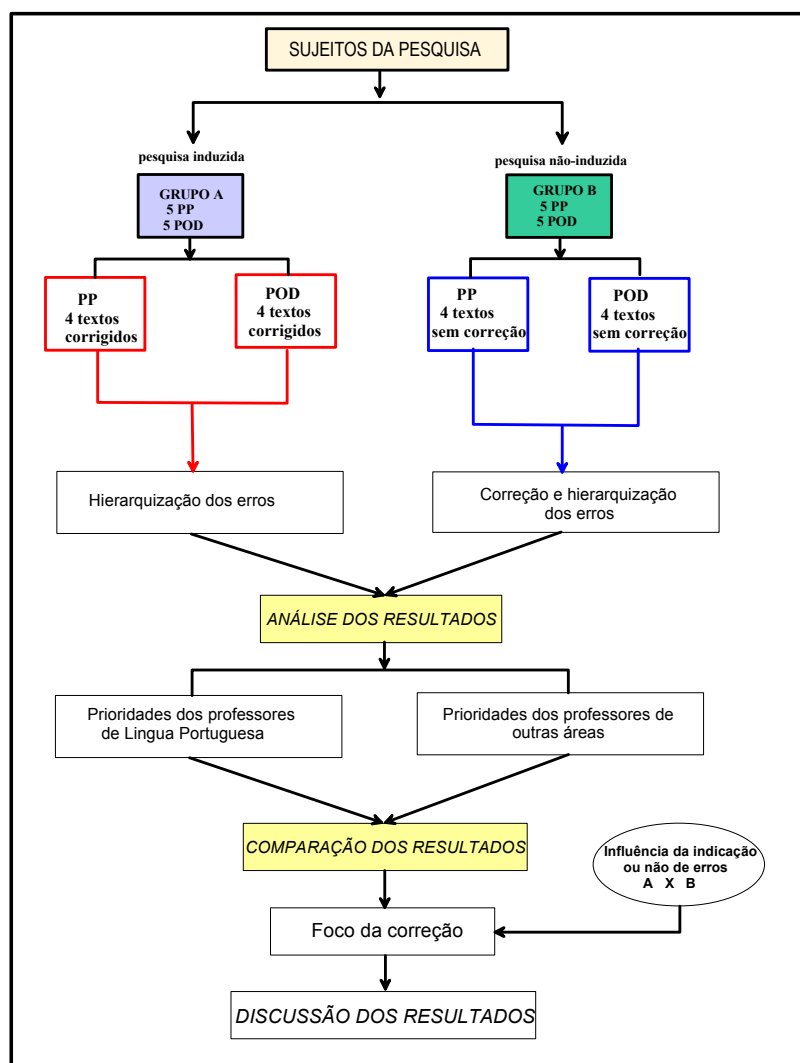 SUJEITOS DA PESQUISA
pesquisa induzida
pesquisa não-induzida
GRUPO A
5 PP
5 POD
GRUPO B
5 PP
5 POD
PP
4 textos
corrigidos
POD
4 textos
corrigidos
PP
4 textos
sem correção
POD
4 textos
sem correção
Hierarquização dos erros
Correção e hierarquização
dos erros
ANÁLISE DOS RESULTADOS
Prioridades dos professores
de Lingua Portuguesa
Prioridades dos professores de
outras áreas
COMPARAÇÃO DOS RESULTADOS
Influência da indicação
ou não de erros
A X B
Foco da correção
DISCUSSÃO DOS RESULTADOS